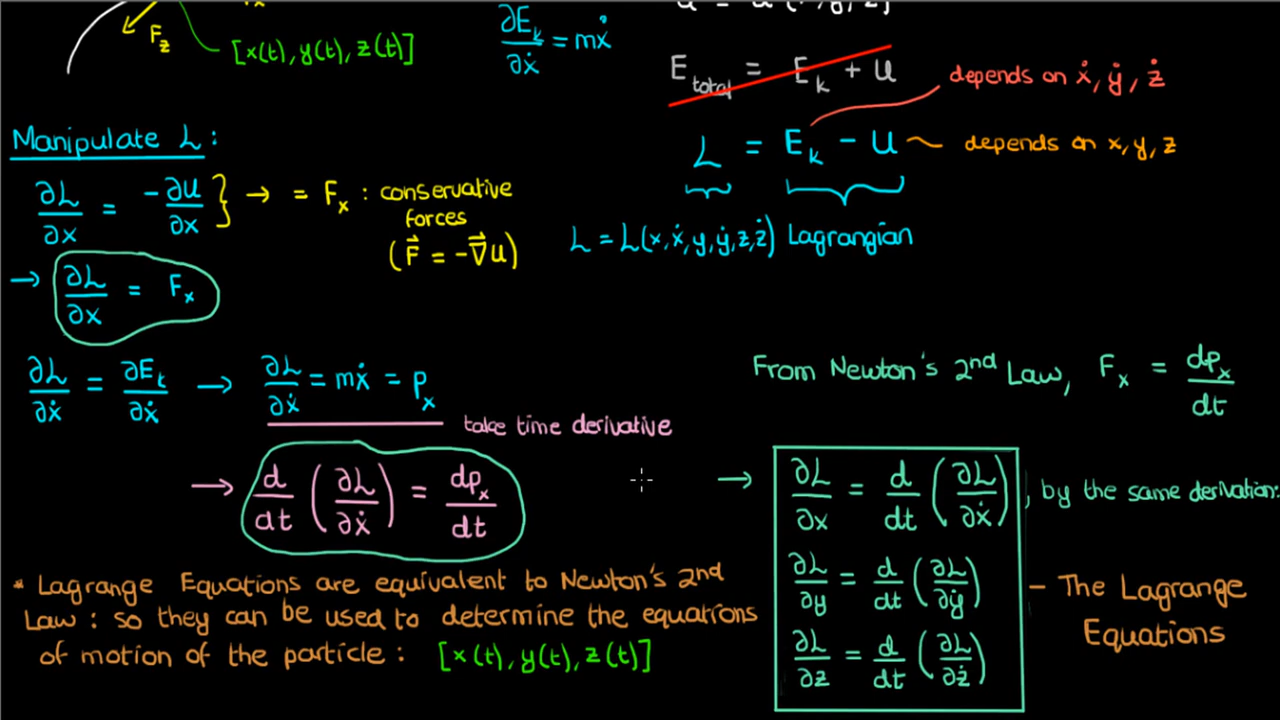 F_z
[x(t), y(t), z(t)]
∂E_k/∂ẋ = mẋ
E_total = E_k + U
depends on ẋ, ẏ, ż
L = E_k - U
depends on x, y, z
L = L(x, ẋ, y, ẏ, z, ż) Lagrangian
Manipulate L:
∂L/∂x = -∂U/∂x } → = F_x : conservative
forces
(F⃗ = -∇⃗U)
→ ∂L/∂x = F_x
∂L/∂ẋ = ∂E_k/∂ẋ → ∂L/∂ẋ = mẋ = p_x
take time derivative
→ d/dt (∂L/∂ẋ) = dp_x/dt
From Newton's 2nd Law, F_x = dp_x/dt
→ ∂L/∂x = d/dt (∂L/∂ẋ), by the same derivation:
∂L/∂y = d/dt (∂L/∂ẏ)
∂L/∂z = d/dt (∂L/∂ż)
- The Lagrange
Equations
* Lagrange Equations are equivalent to Newton's 2nd
Law : so they can be used to determine the equations
of motion of the particle : [x(t), y(t), z(t)]